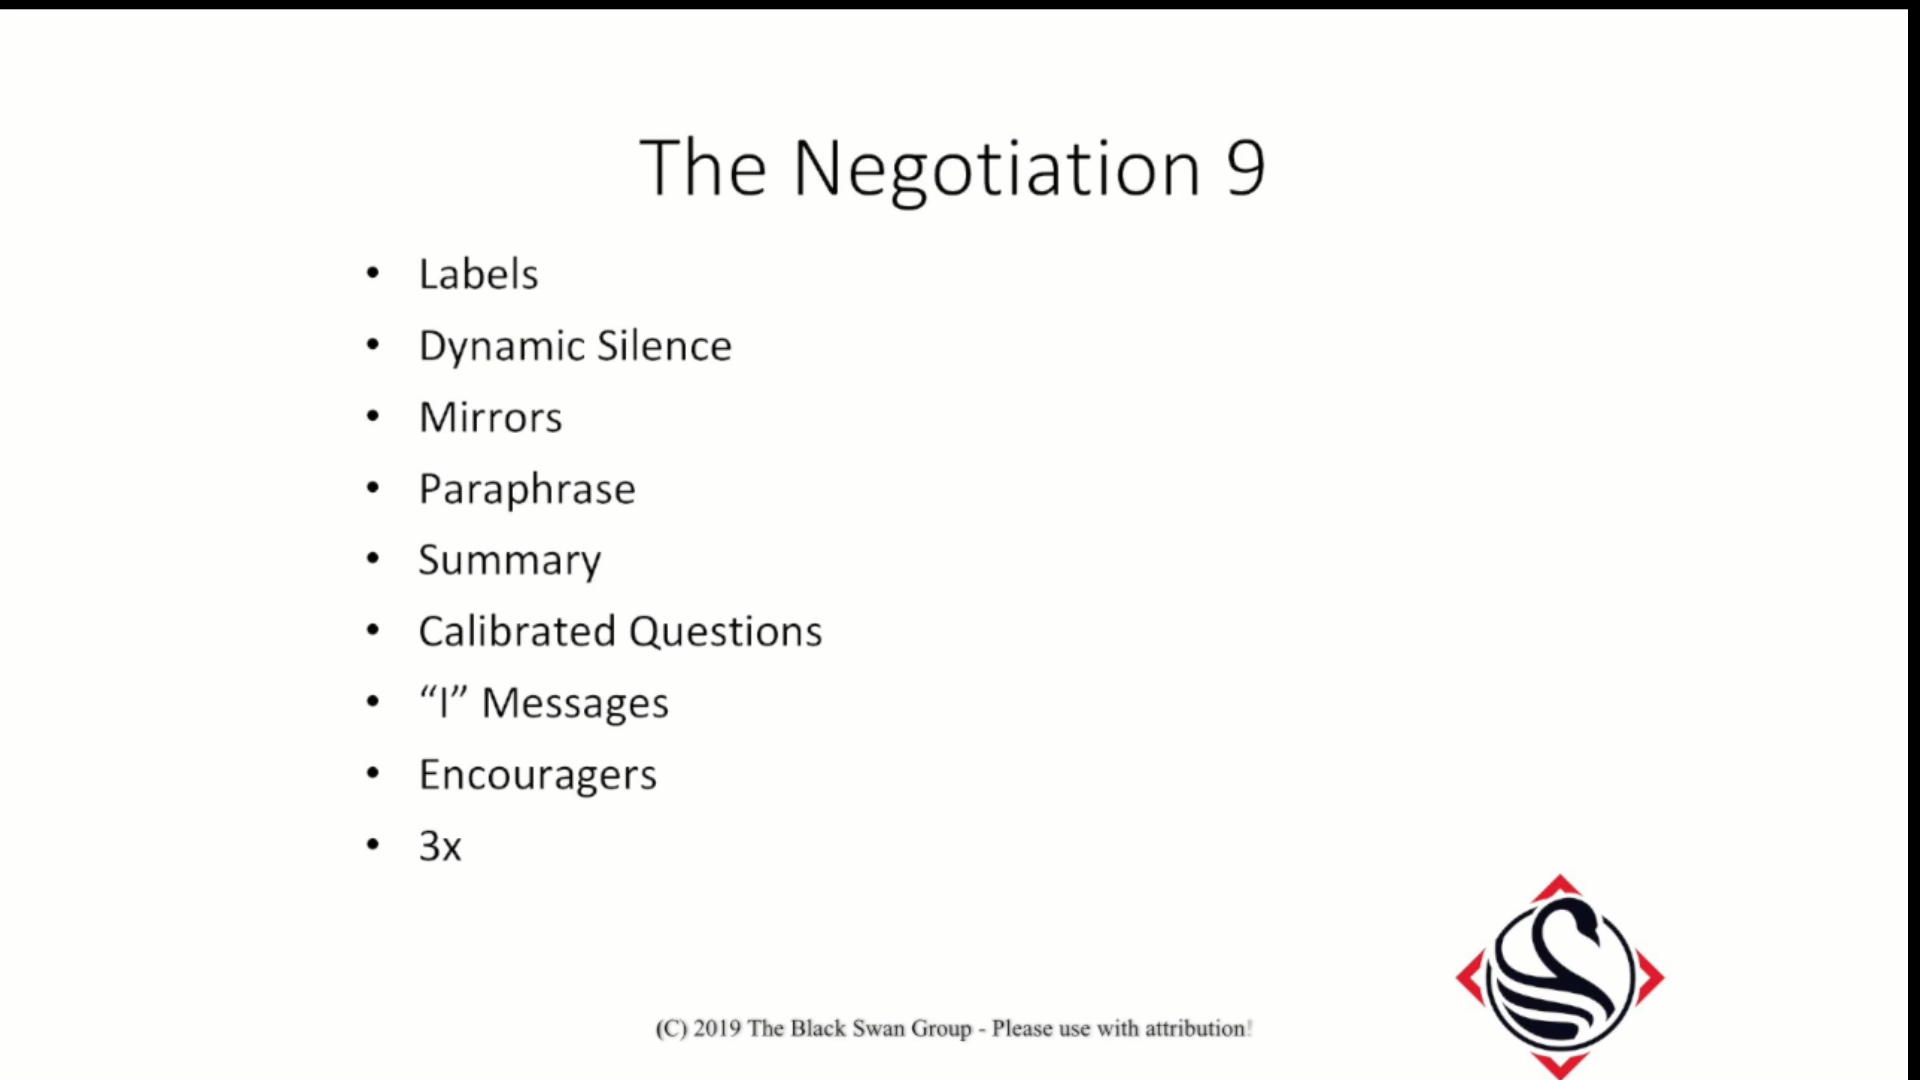 The Negotiation 9
• Labels
• Dynamic Silence
• Mirrors
• Paraphrase
• Summary
• Calibrated Questions
• “I” Messages
• Encouragers
• 3x
(C) 2019 The Black Swan Group - Please use with attribution!